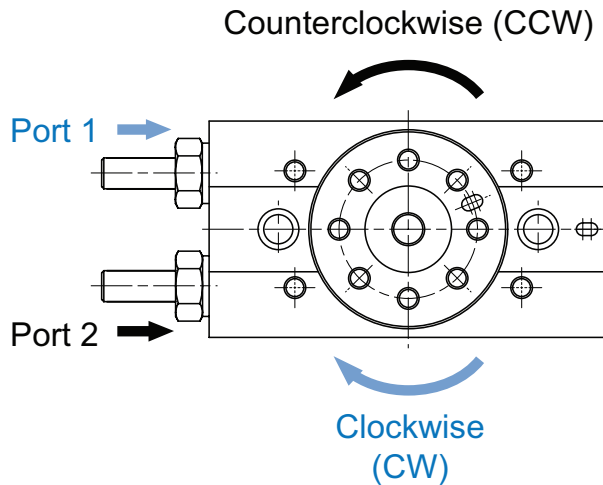 Counterclockwise (CCW)
Port 1
Port 2
Clockwise
(CW)